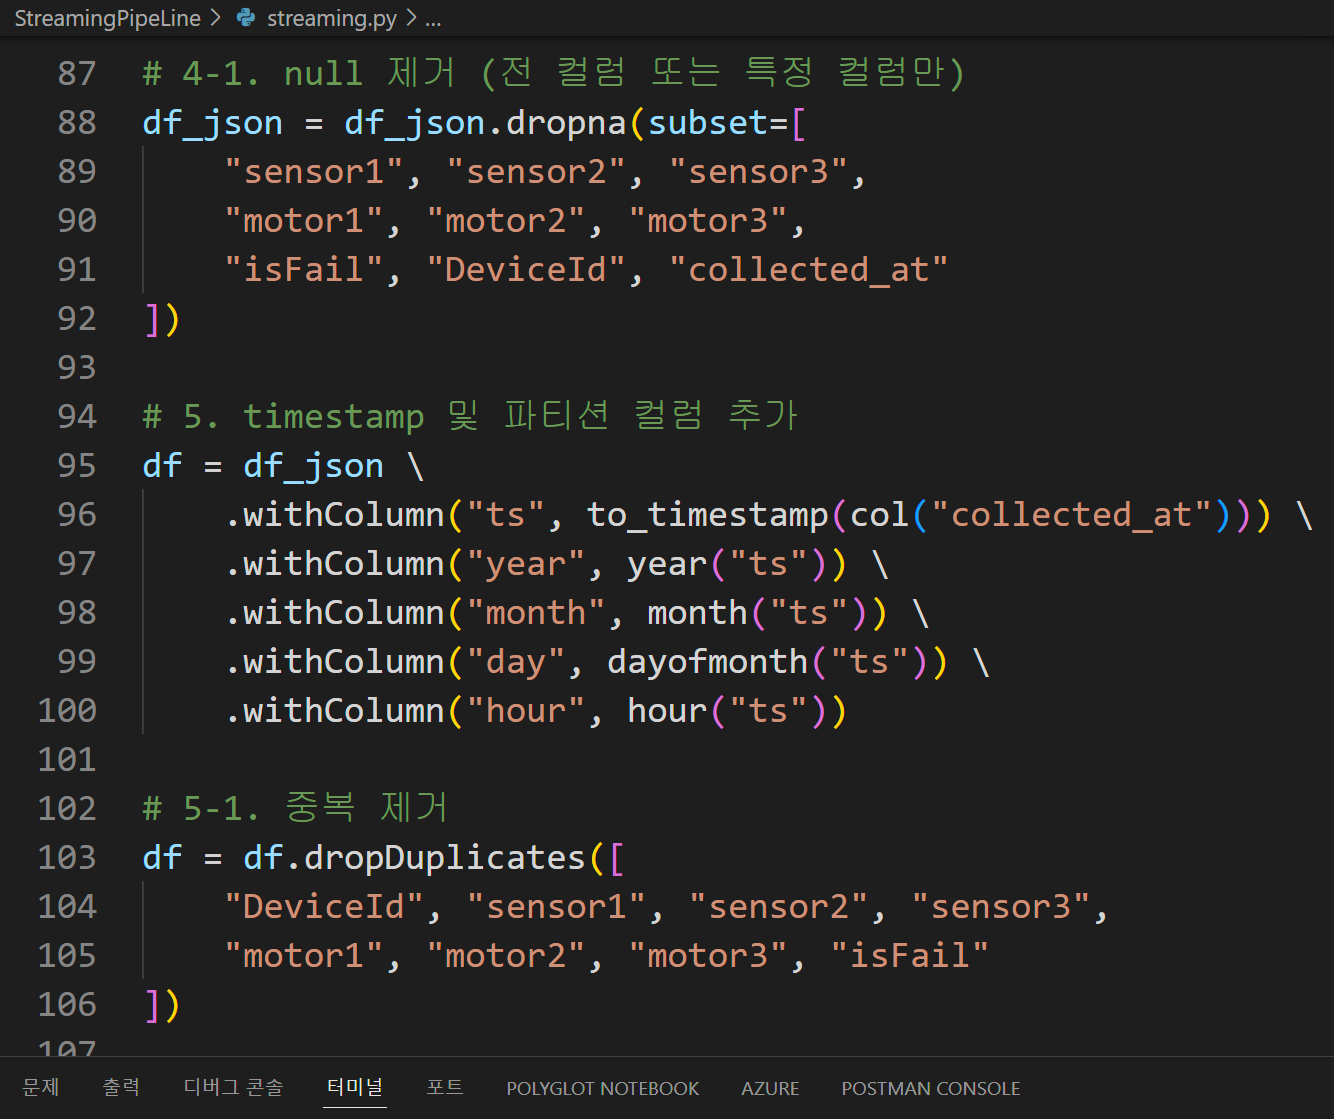 StreamingPipeLine > streaming.py > ...
87 # 4-1. null 제거 (전 컬럼 또는 특정 컬럼만)
88 df_json = df_json.dropna(subset=[
89     "sensor1", "sensor2", "sensor3",
90     "motor1", "motor2", "motor3",
91     "isFail", "DeviceId", "collected_at"
92 ])
93
94 # 5. timestamp 및 파티션 컬럼 추가
95 df = df_json \
96     .withColumn("ts", to_timestamp(col("collected_at"))) \
97     .withColumn("year", year("ts")) \
98     .withColumn("month", month("ts")) \
99     .withColumn("day", dayofmonth("ts")) \
100     .withColumn("hour", hour("ts"))
101
102 # 5-1. 중복 제거
103 df = df.dropDuplicates([
104     "DeviceId", "sensor1", "sensor2", "sensor3",
105     "motor1", "motor2", "motor3", "isFail"
106 ])
107
문제 출력 디버그 콘솔 터미널 포트 POLYGLOT NOTEBOOK AZURE POSTMAN CONSOLE